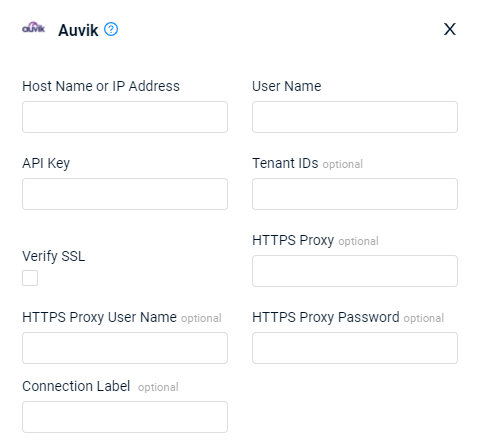 auvik Auvik ? X
Host Name or IP Address User Name
API Key Tenant IDs optional
HTTPS Proxy optional
Verify SSL
HTTPS Proxy User Name optional HTTPS Proxy Password optional
Connection Label optional